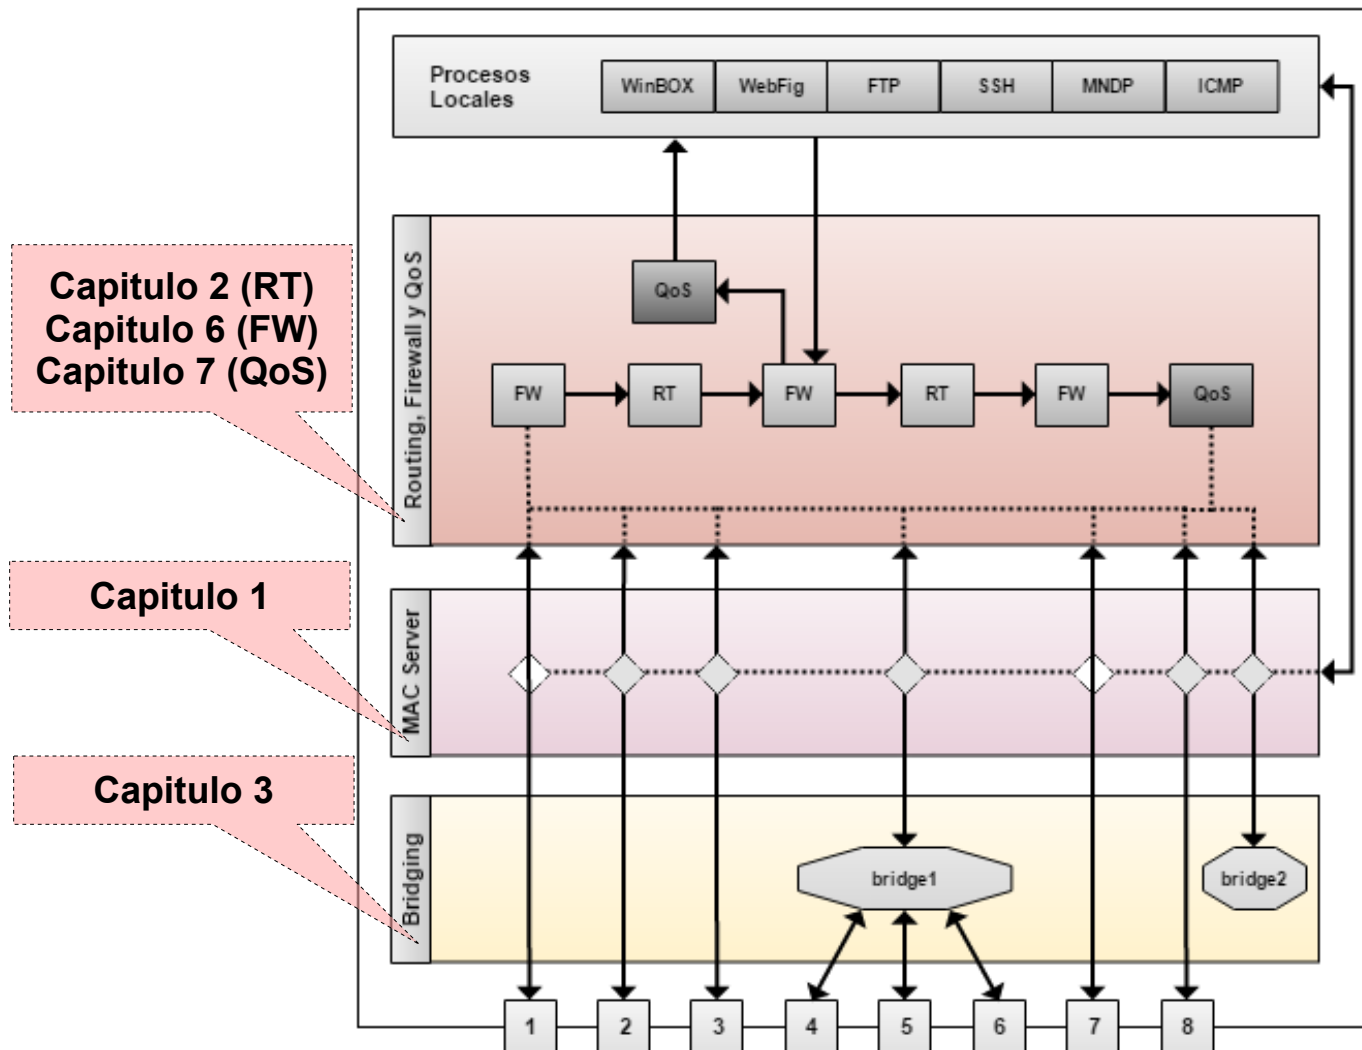 Procesos
Locales
WinBOX
WebFig
FTP
SSH
MNDP
ICMP
Capitulo 2 (RT)
Capitulo 6 (FW)
Capitulo 7 (QoS)
Routing, Firewall y QoS
QoS
FW
RT
FW
RT
FW
QoS
Capitulo 1
MAC Server
Capitulo 3
Bridging
bridge1
bridge2
1
2
3
4
5
6
7
8